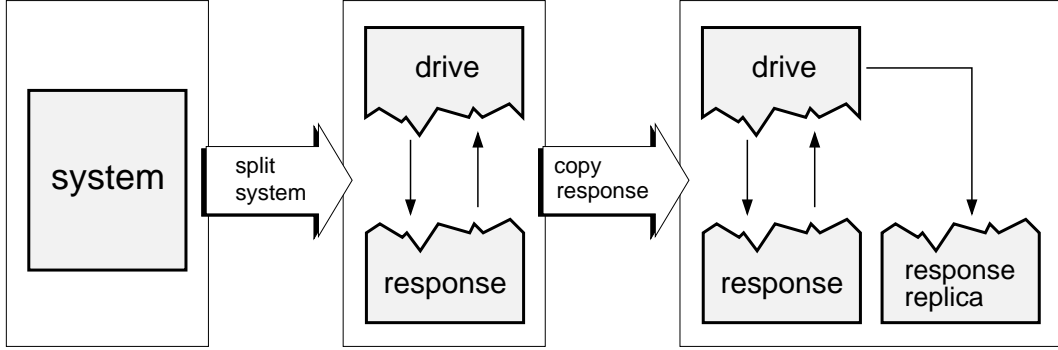 system
split
system
drive
response
copy
response
drive
response
response
replica